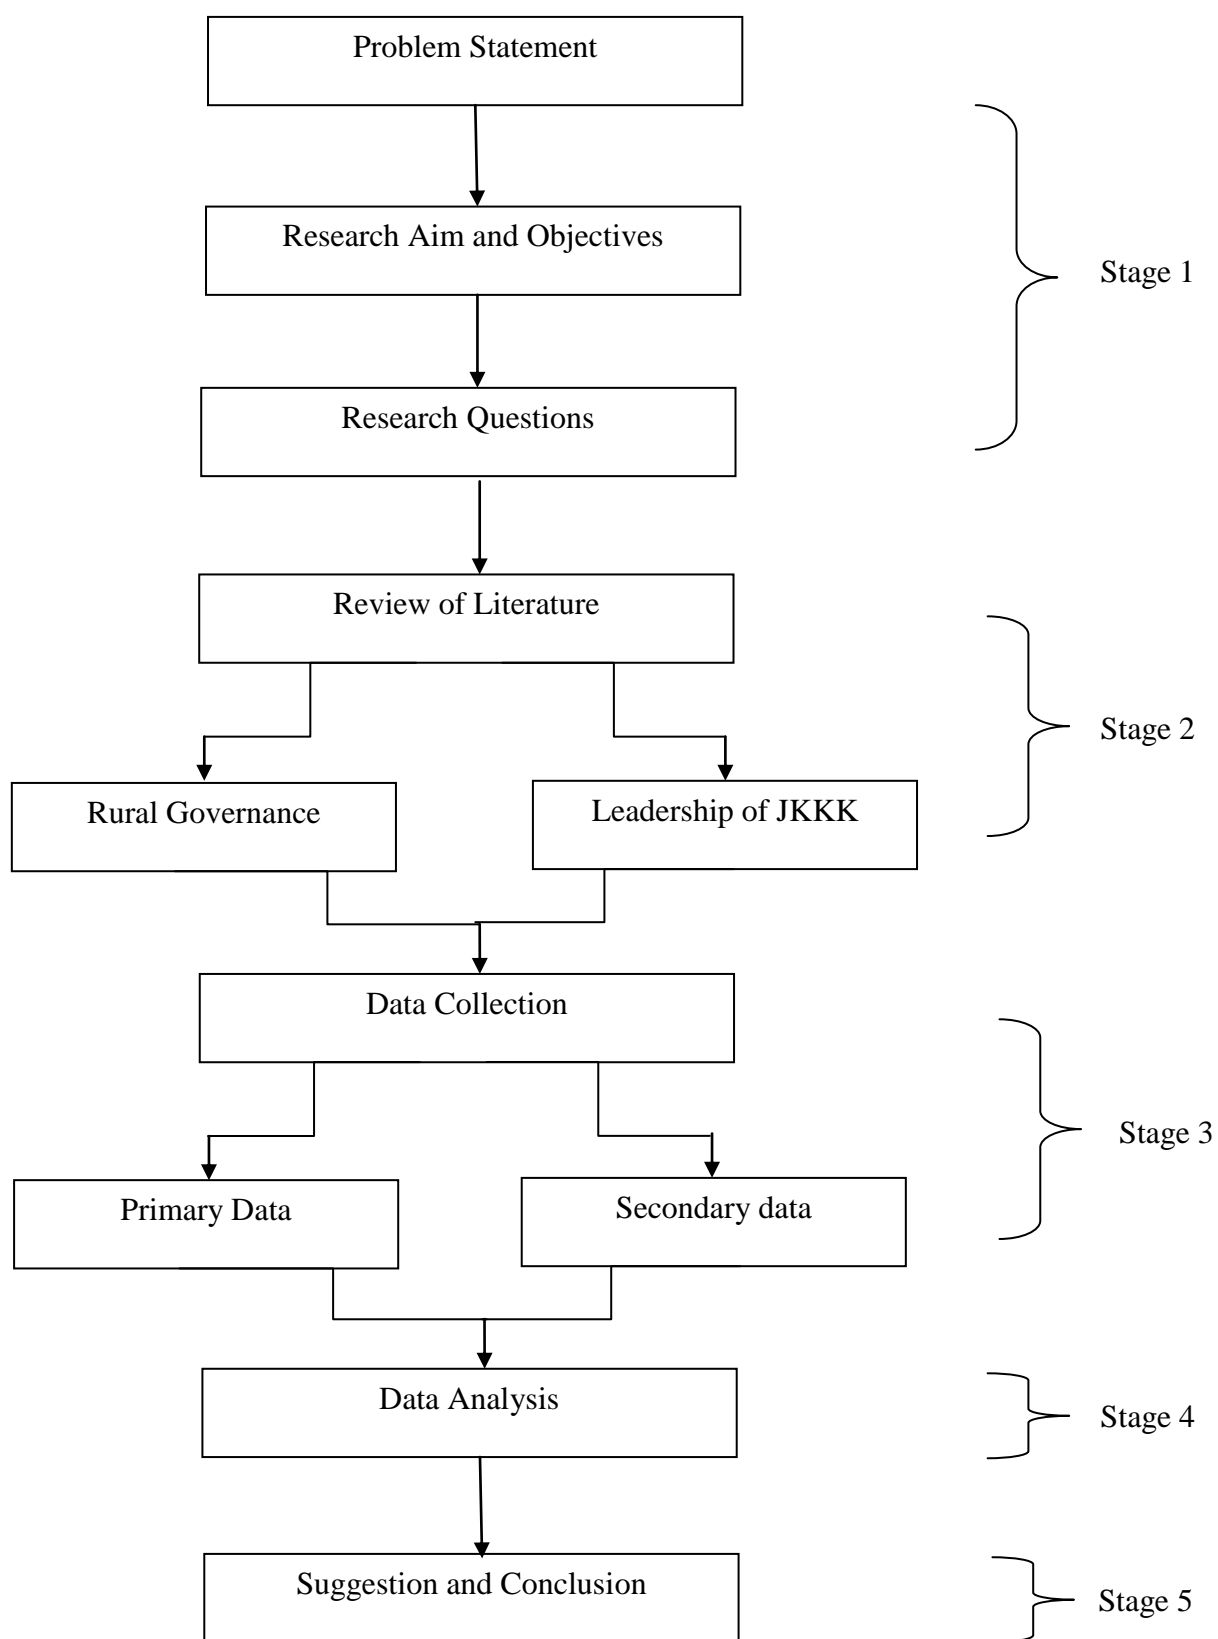 Problem Statement
Research Aim and Objectives
Stage 1
Research Questions
Review of Literature
Stage 2
Rural Governance
Leadership of JKKK
Data Collection
Stage 3
Primary Data
Secondary data
Data Analysis
Stage 4
Suggestion and Conclusion
Stage 5